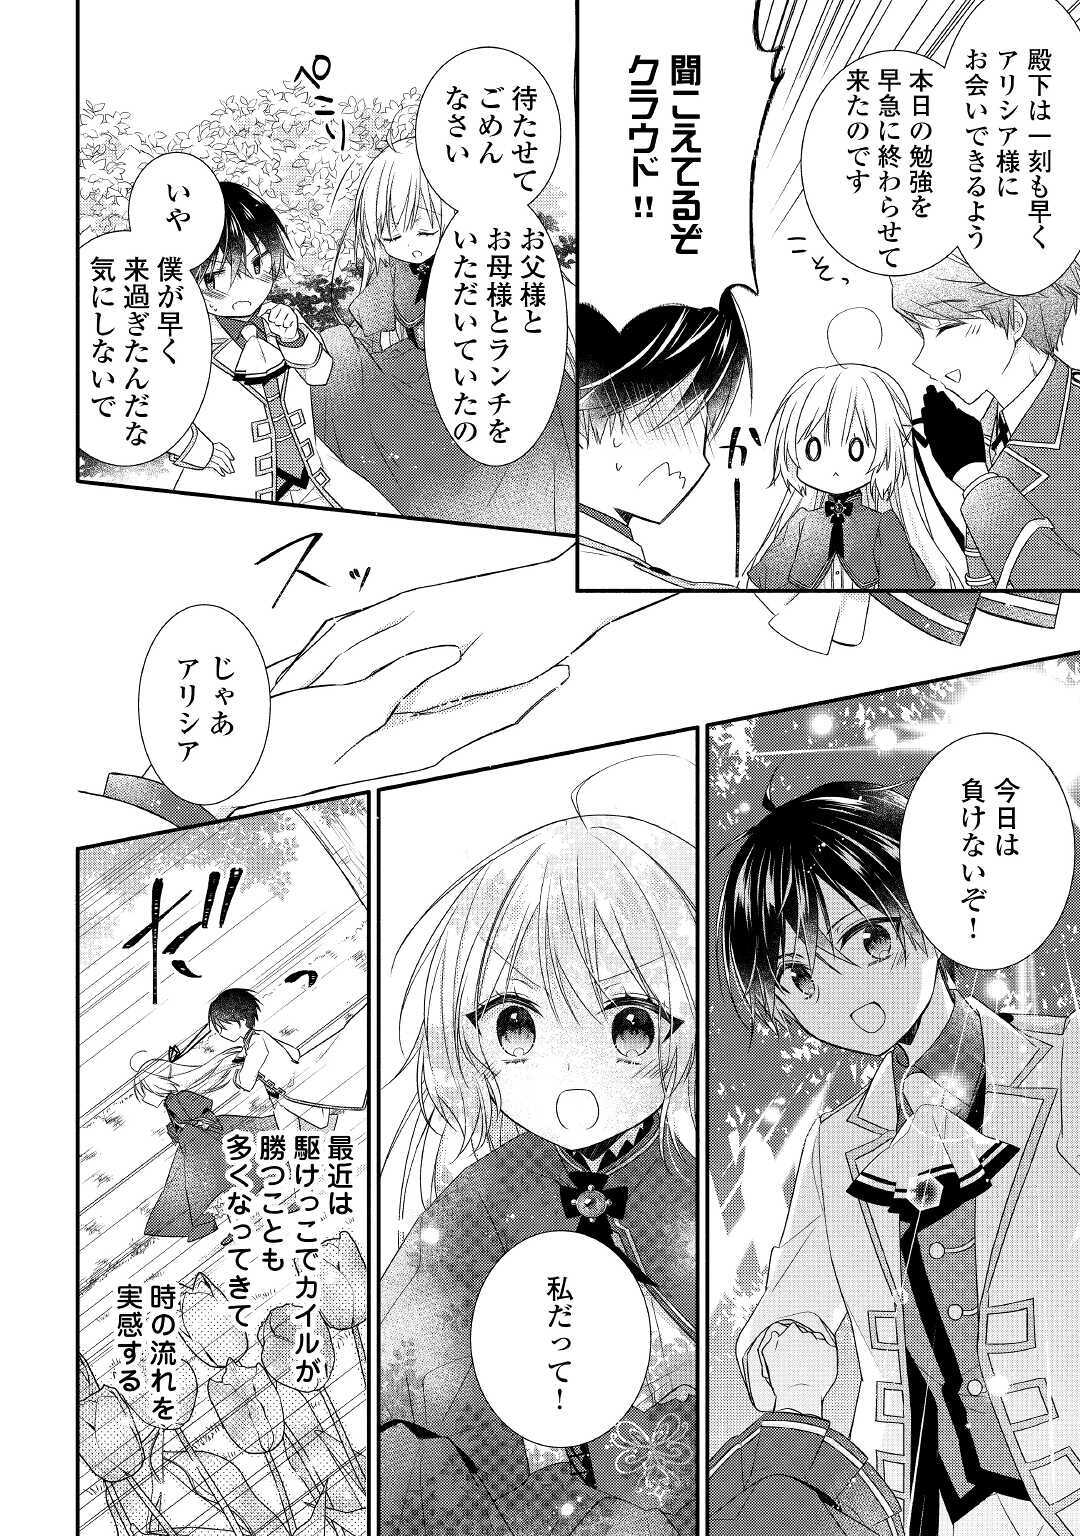 殿下は一刻も早く
アリシア様に
お会いできるよう
本日の勉強を
早急に終わらせて
来たのです
こそっ
聞こえてるぞ
クラウド!!
かーっ
待たせて
ごめん
なさい
お父様と
お母様とランチを
いただいていたの
ぺこり
いや
僕が早く
来過ぎたんだな
気にしないで
スッ
じゃあ
アリシア
今日は
負けないぞ!
私だって!
だっ
最近は
駆けっこでカイルが
勝つことも
多くなってきて
時の流れを
実感する